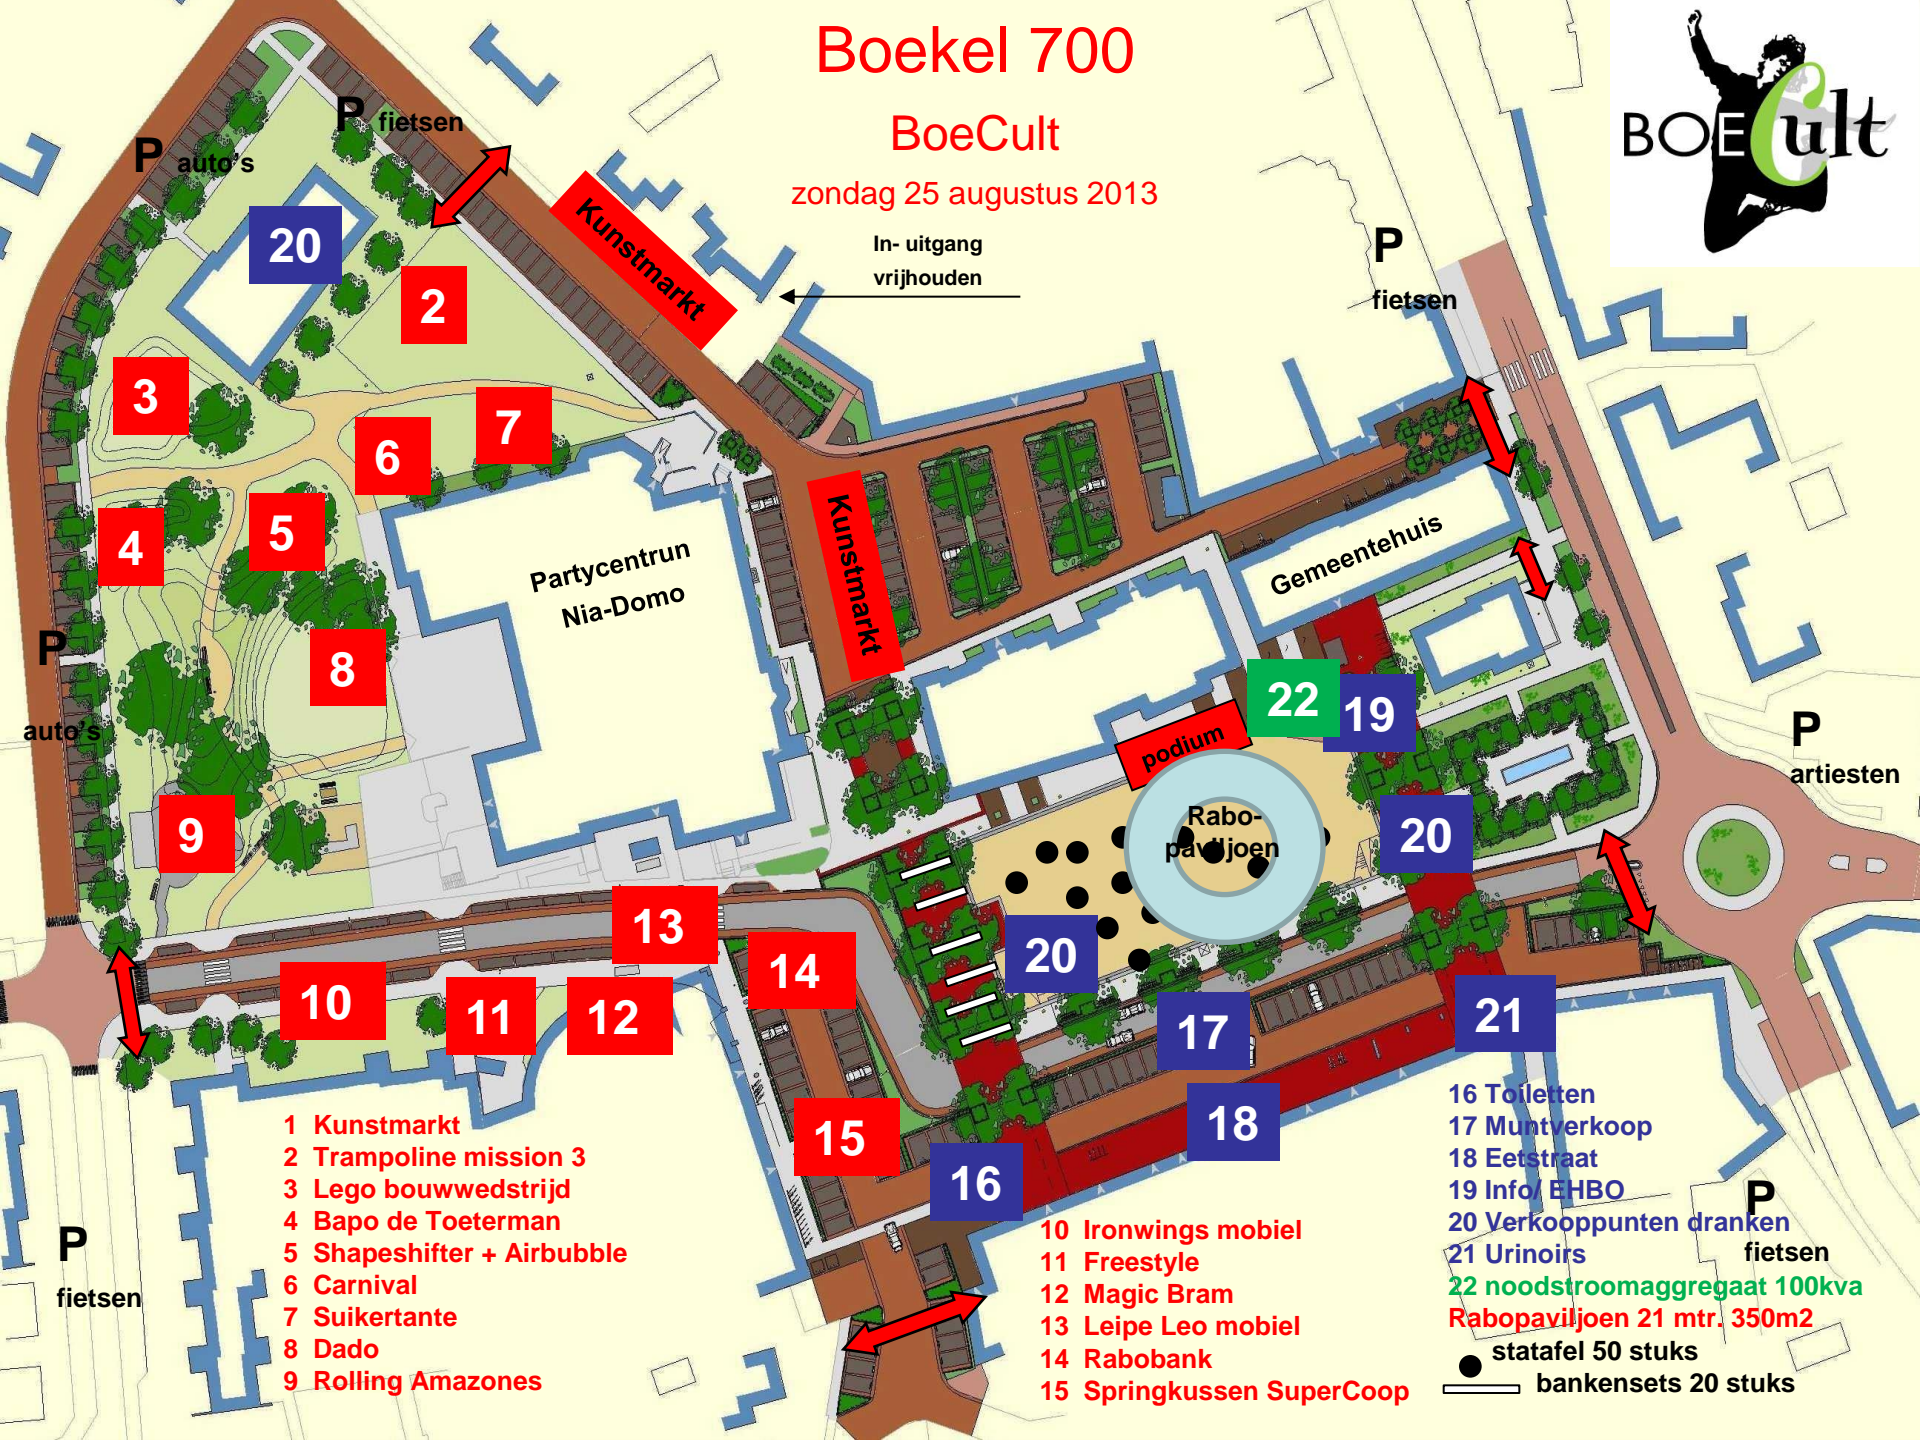 Boekel 700
BoeCult
zondag 25 augustus 2013
In- uitgang
vrijhouden
BOECult
P fietsen
P auto's
20
2
Kunstmarkt
P
fietsen
3
7
6
4
5
Partycentrun
Nia-Domo
Kunstmarkt
Gemeentehuis
P
auto's
8
22
19
podium
P
artiesten
Rabo-
paviljoen
9
20
13
14
20
10
11
12
17
21
18
15
16
P
fietsen
1 Kunstmarkt
2 Trampoline mission 3
3 Lego bouwwedstrijd
4 Bapo de Toeterman
5 Shapeshifter + Airbubble
6 Carnival
7 Suikertante
8 Dado
9 Rolling Amazones
10 Ironwings mobiel
11 Freestyle
12 Magic Bram
13 Leipe Leo mobiel
14 Rabobank
15 Springkussen SuperCoop
16 Toiletten
17 Muntverkoop
18 Eetstraat
19 Info/ EHBO
20 Verkooppunten dranken
21 Urinoirs
22 noodstroomaggregaat 100kva
Rabopaviljoen 21 mtr. 350m2
statafel 50 stuks
bankensets 20 stuks
P
fietsen